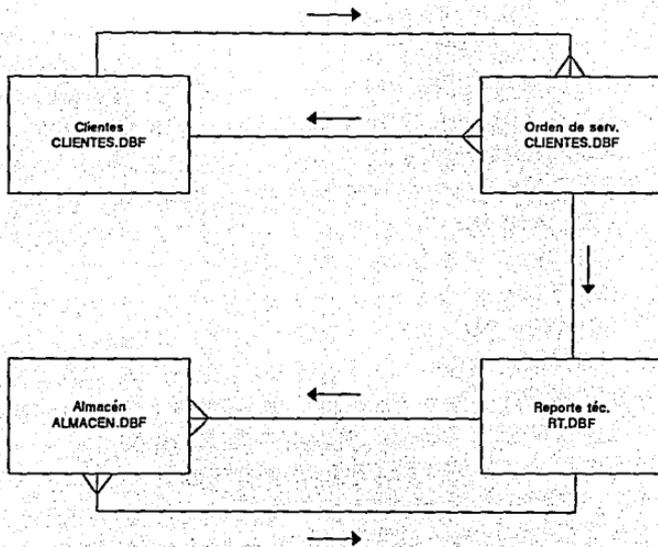 Clientes
CLIENTES.DBF
Orden de serv.
CLIENTES.DBF
Almacén
ALMACEN.DBF
Reporte téc.
RT.DBF